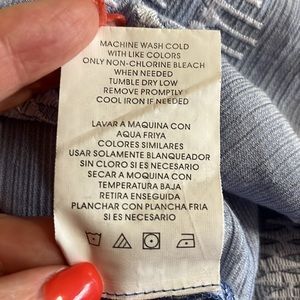 MACHINE WASH COLD
WITH LIKE COLORS
ONLY NON-CHLORINE BLEACH
WHEN NEEDED
TUMBLE DRY LOW
REMOVE PROMPTLY
COOL IRON IF NEEDED
LAVAR A MAQUINA CON
AQUA FRIYA
COLORES SIMILARES
USAR SOLAMENTE BLANQUEADOR
SIN CLORO SI ES NECESARIO
SECAR A MOQUINA CON
TEMPERATURA BAJA
RETIRA ENSEGUIDA
PLANCHAR CON PLANCHA FRIA
SI ES NECESARIO